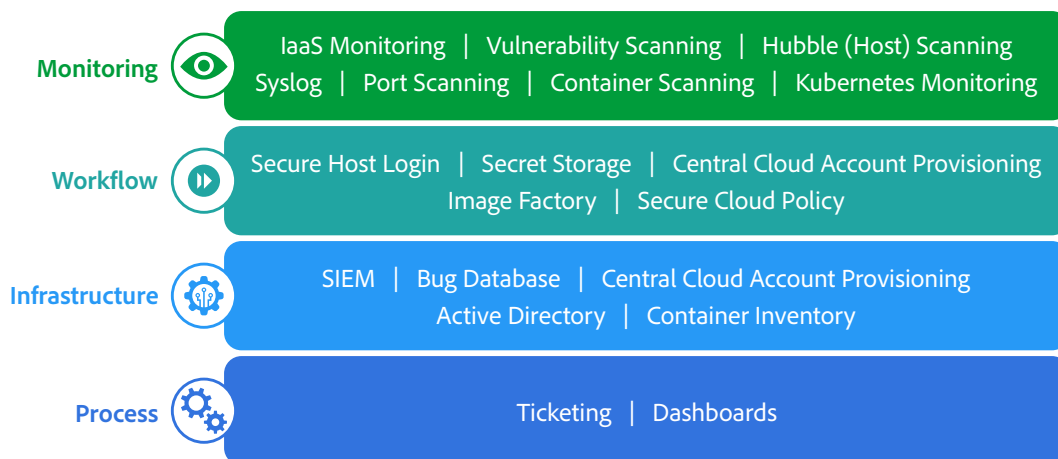 Monitoring
IaaS Monitoring | Vulnerability Scanning | Hubble (Host) Scanning
Syslog | Port Scanning | Container Scanning | Kubernetes Monitoring
Workflow
Secure Host Login | Secret Storage | Central Cloud Account Provisioning
Image Factory | Secure Cloud Policy
Infrastructure
SIEM | Bug Database | Central Cloud Account Provisioning
Active Directory | Container Inventory
Process
Ticketing | Dashboards